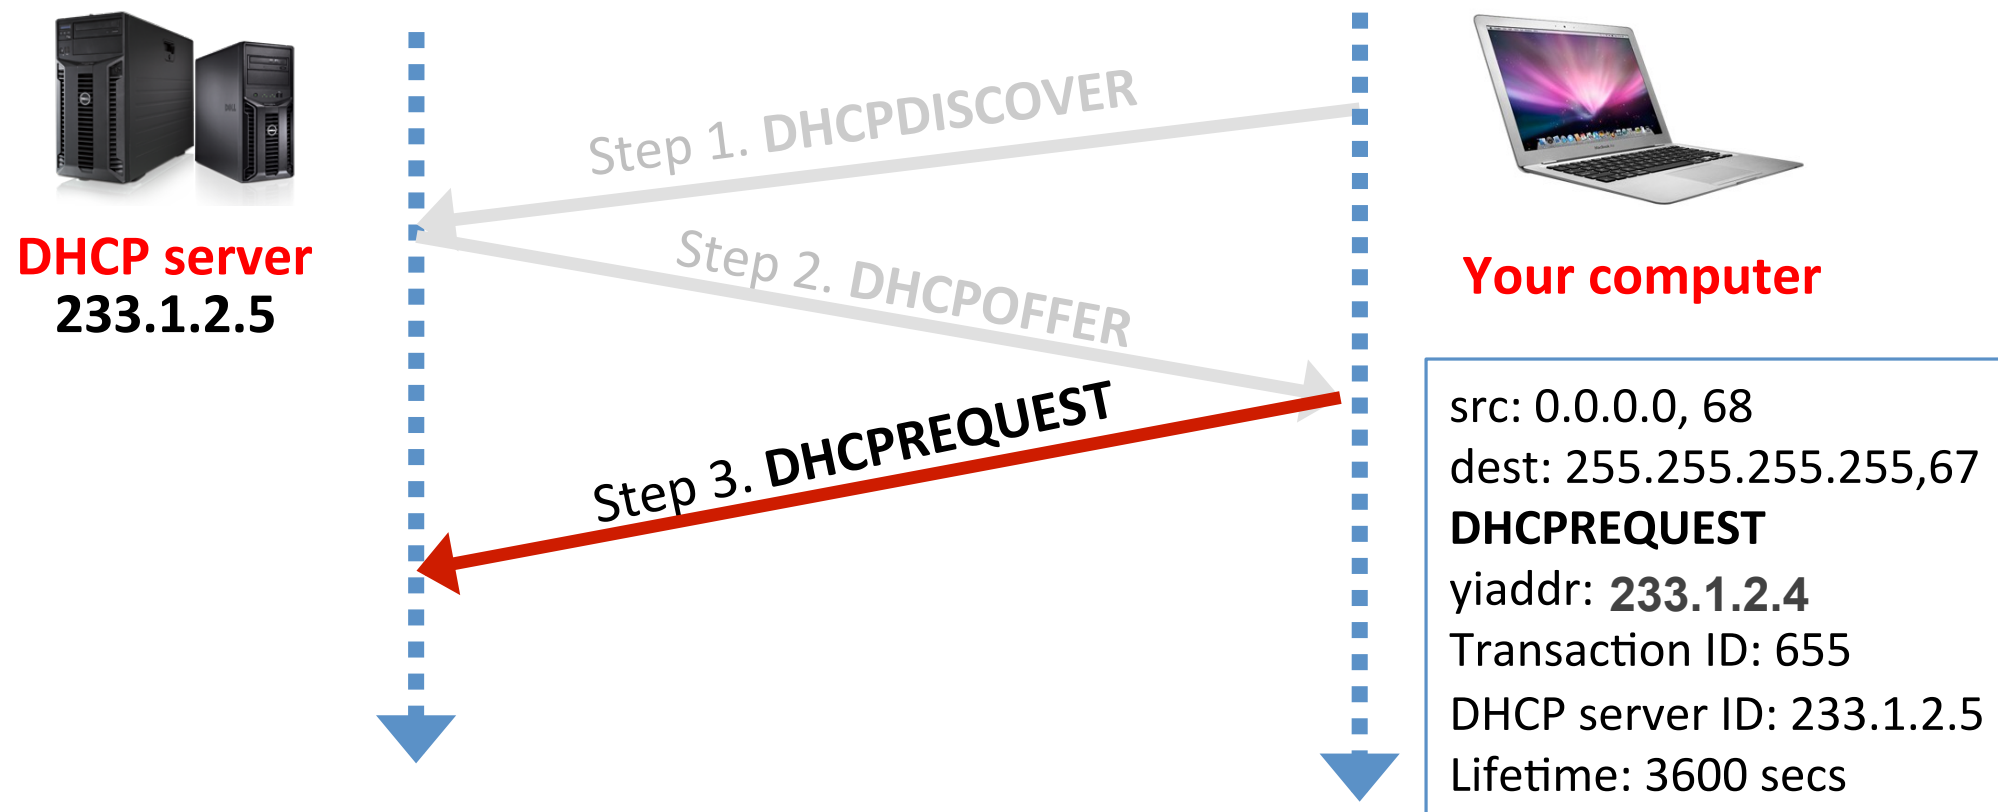 Step 1. DHCPDISCOVER
DHCP server
233.1.2.5
Step 2. DHCPOFFER
Your computer
Step 3. DHCPREQUEST
src: 0.0.0.0, 68
dest: 255.255.255.255,67
DHCPREQUEST
yiaddr: 233.1.2.4
Transaction ID: 655
DHCP server ID: 233.1.2.5
Lifetime: 3600 secs